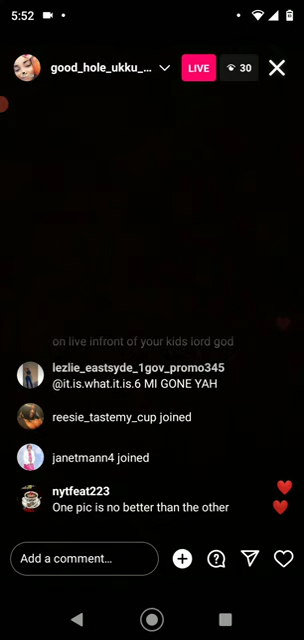 5:52
good_hole_ukku_...
LIVE
30
on live infront of your kids lord god
lezlie_eastsyde_1gov_promo345
@it.is.what.it.is.6 MI GONE YAH
reesie_tastemy_cup joined
janetmann4 joined
nytfeat223
One pic is no better than the other
Add a comment...